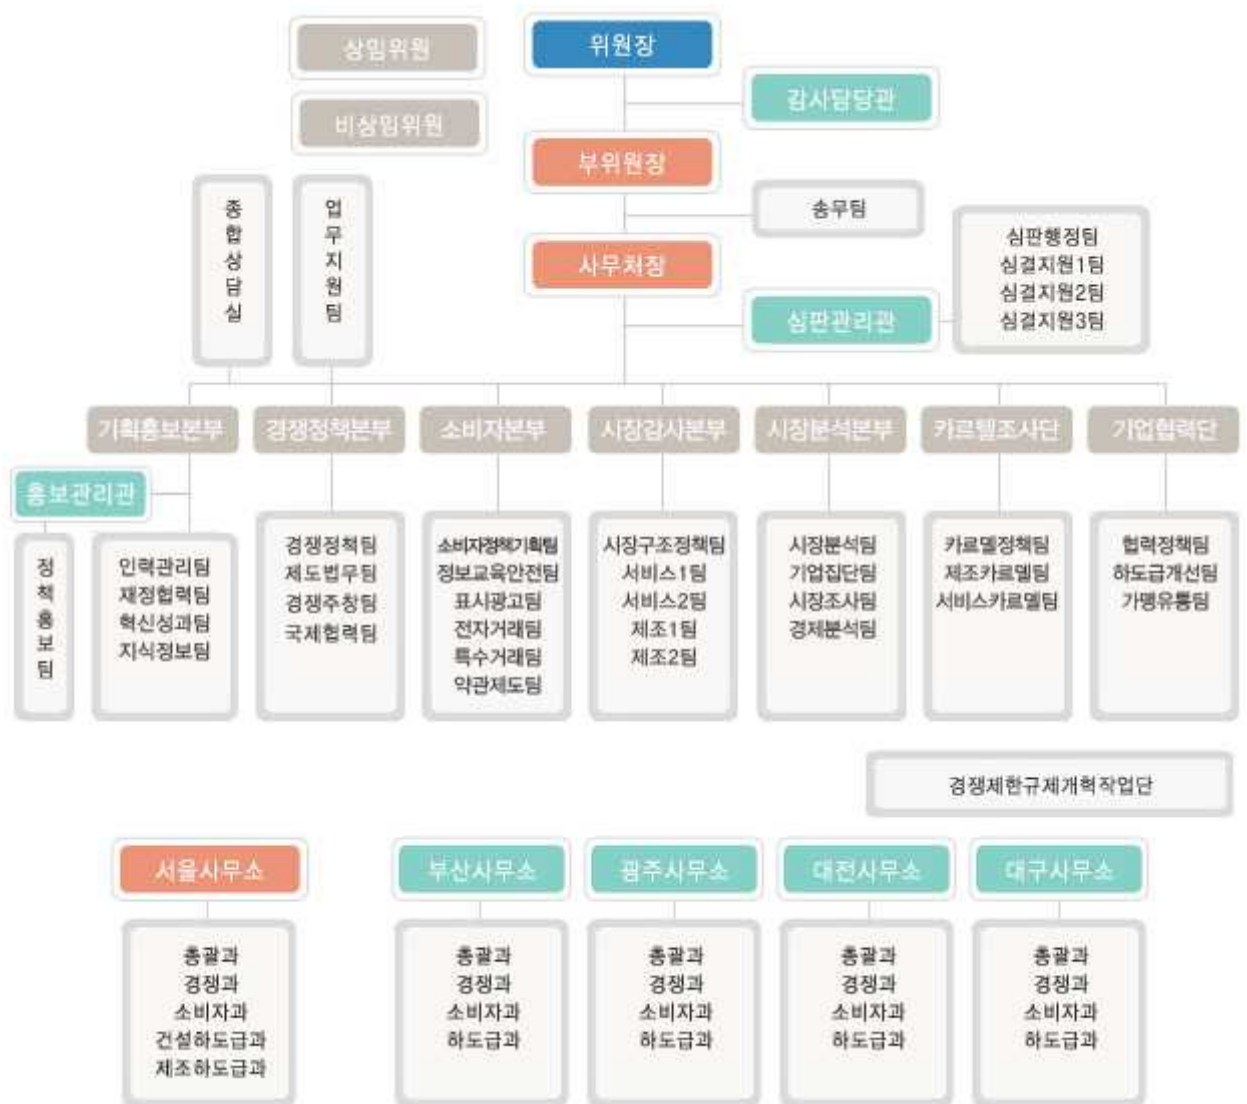 상임위원
위원장
감사담당관
비상임위원
부위원장
종합상담실
업무지원팀
송무팀
사무처장
심판행정팀
심결지원1팀
심결지원2팀
심결지원3팀
심판관리관
기획홍보본부
경쟁정책본부
소비자본부
시장감시본부
시장분석본부
카르텔조사단
기업협력단
홍보관리관
정책홍보팀
인력관리팀
재정협력팀
혁신성과팀
지식정보팀
경쟁정책팀
제도법무팀
경쟁주창팀
국제협력팀
소비자정책기획팀
정보교육안전팀
표시광고팀
전자거래팀
특수거래팀
약관제도팀
시장구조정책팀
서비스1팀
서비스2팀
제조1팀
제조2팀
시장분석팀
기업집단팀
시장조사팀
경제분석팀
카르텔정책팀
제조카르텔팀
서비스카르텔팀
협력정책팀
하도급개선팀
가맹유통팀
경쟁제한규제개혁작업단
서울사무소
부산사무소
광주사무소
대전사무소
대구사무소
총괄과
경쟁과
소비자과
건설하도급과
제조하도급과
총괄과
경쟁과
소비자과
하도급과
총괄과
경쟁과
소비자과
하도급과
총괄과
경쟁과
소비자과
하도급과
총괄과
경쟁과
소비자과
하도급과